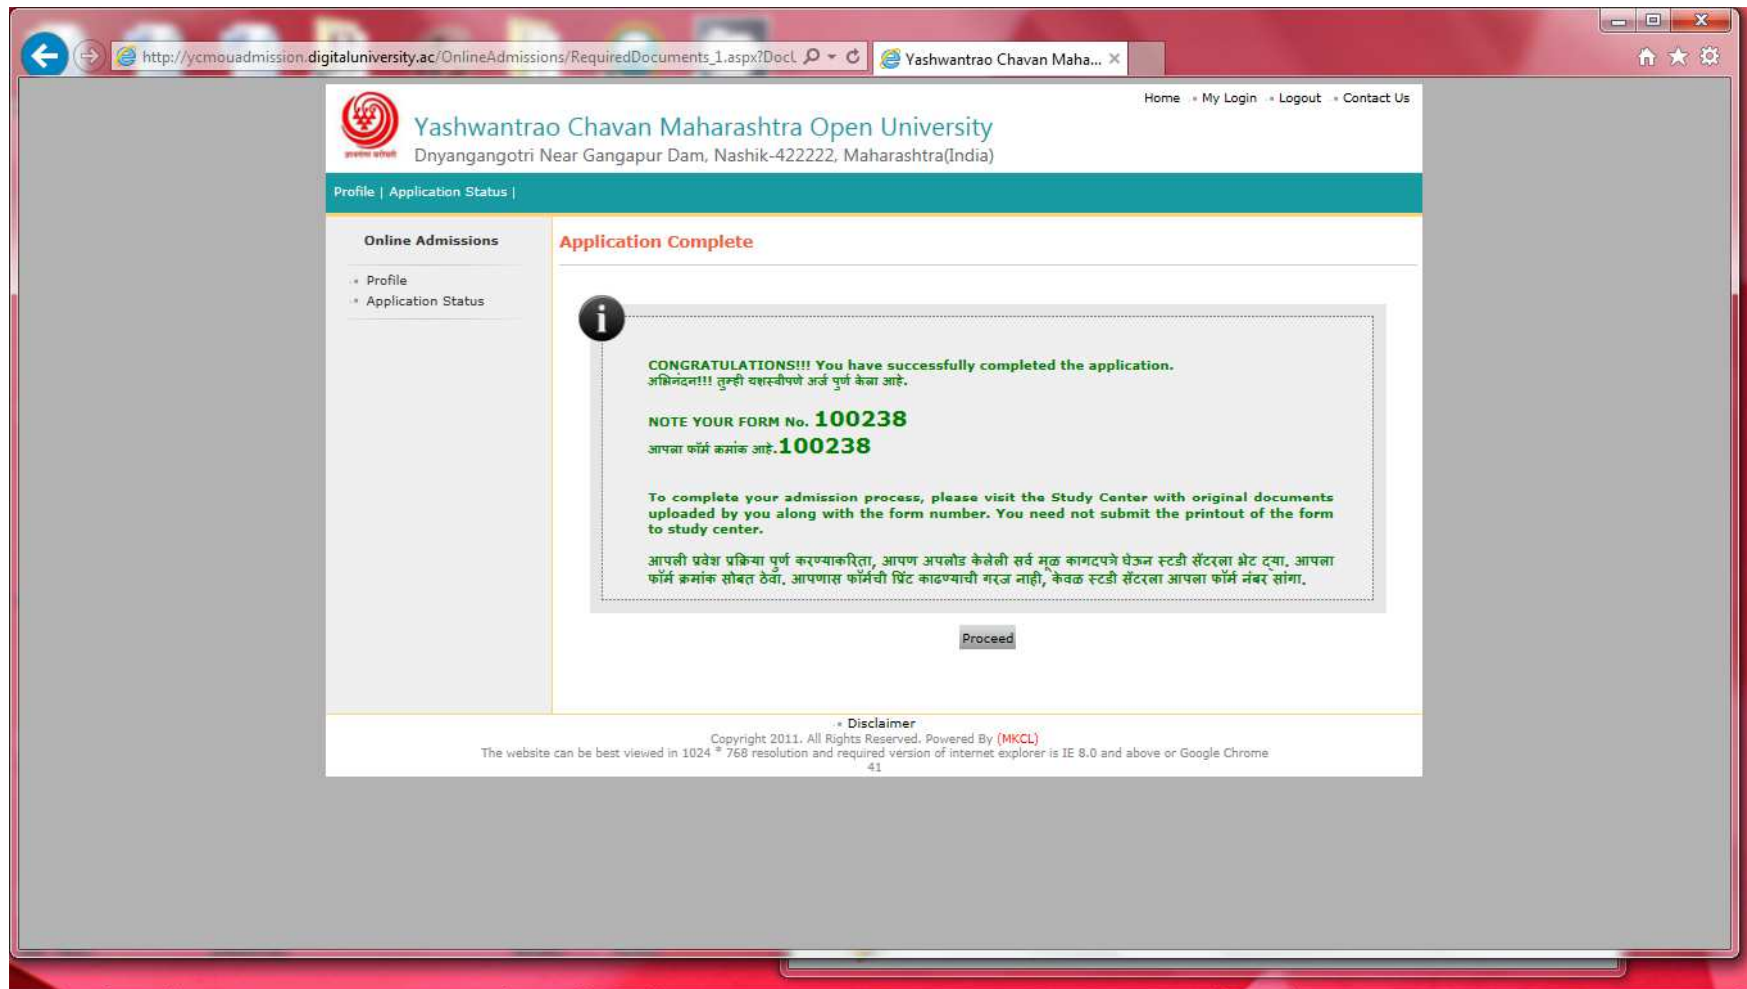 http://ycmouadmission.digitaluniversity.ac/OnlineAdmissions/RequiredDocuments_1.aspx?DocU
Yashwantrao Chavan Maha...
Home My Login Logout Contact Us
Yashwantrao Chavan Maharashtra Open University
Dnyangangotri Near Gangapur Dam, Nashik-422222, Maharashtra(India)
Profile | Application Status |
Online Admissions
Profile
Application Status
Application Complete
CONGRATULATIONS!!! You have successfully completed the application.
अभिनंदन!!! तुम्ही यशस्वीपणे अर्ज पुर्ण केला आहे.
NOTE YOUR FORM No. 100238
आपला फॉर्म क्रमांक आहे.100238
To complete your admission process, please visit the Study Center with original documents
uploaded by you along with the form number. You need not submit the printout of the form
to study center.
आपली प्रवेश प्रक्रिया पुर्ण करण्याकरिता, आपण अपलोड केलेली सर्व मूळ कागदपत्रे घेऊन स्टडी सेंटरला भेट द्या. आपला
फॉर्म क्रमांक सोबत ठेवा. आपणास फॉर्मची प्रिंट काढण्याची गरज नाही, केवळ स्टडी सेंटरला आपला फॉर्म नंबर सांगा.
Proceed
Disclaimer
Copyright 2011. All Rights Reserved. Powered By (MKCL)
The website can be best viewed in 1024 * 768 resolution and required version of internet explorer is IE 8.0 and above or Google Chrome
41